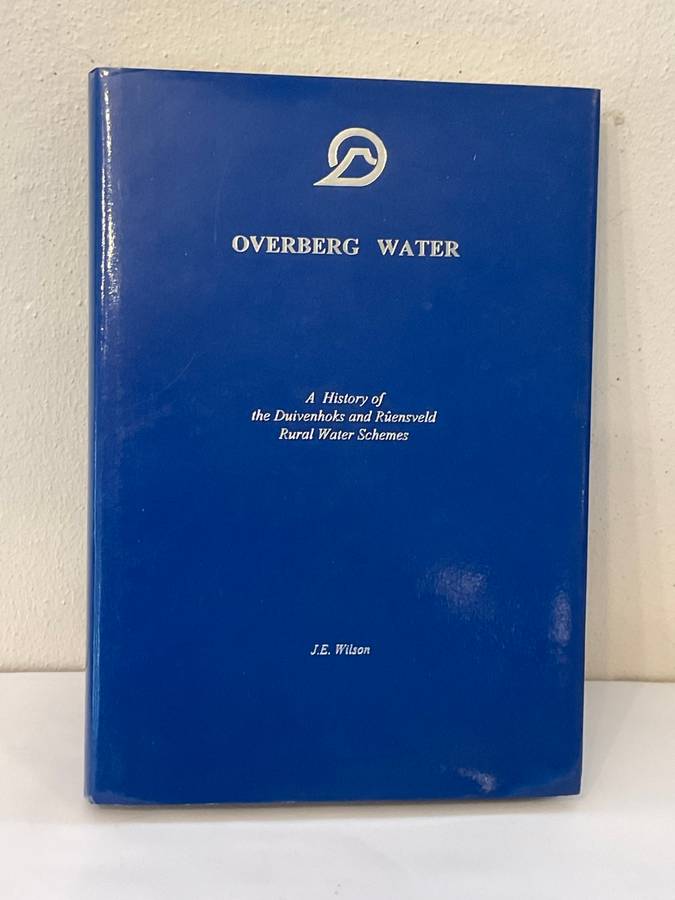 OVERBERG WATER
A History of
the Duivenhoks and Rûensveld
Rural Water Schemes
J.E. Wilson